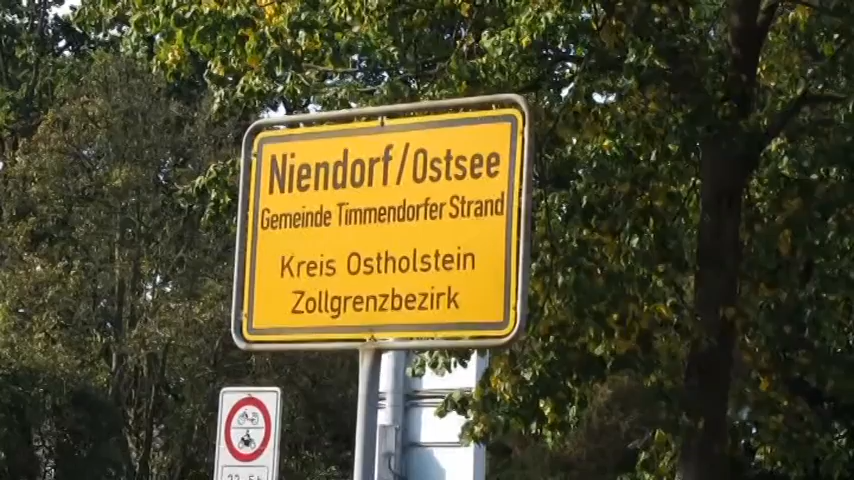 Niendorf/Ostsee
Gemeinde Timmendorfer Strand
Kreis Ostholstein
Zollgrenzbezirk